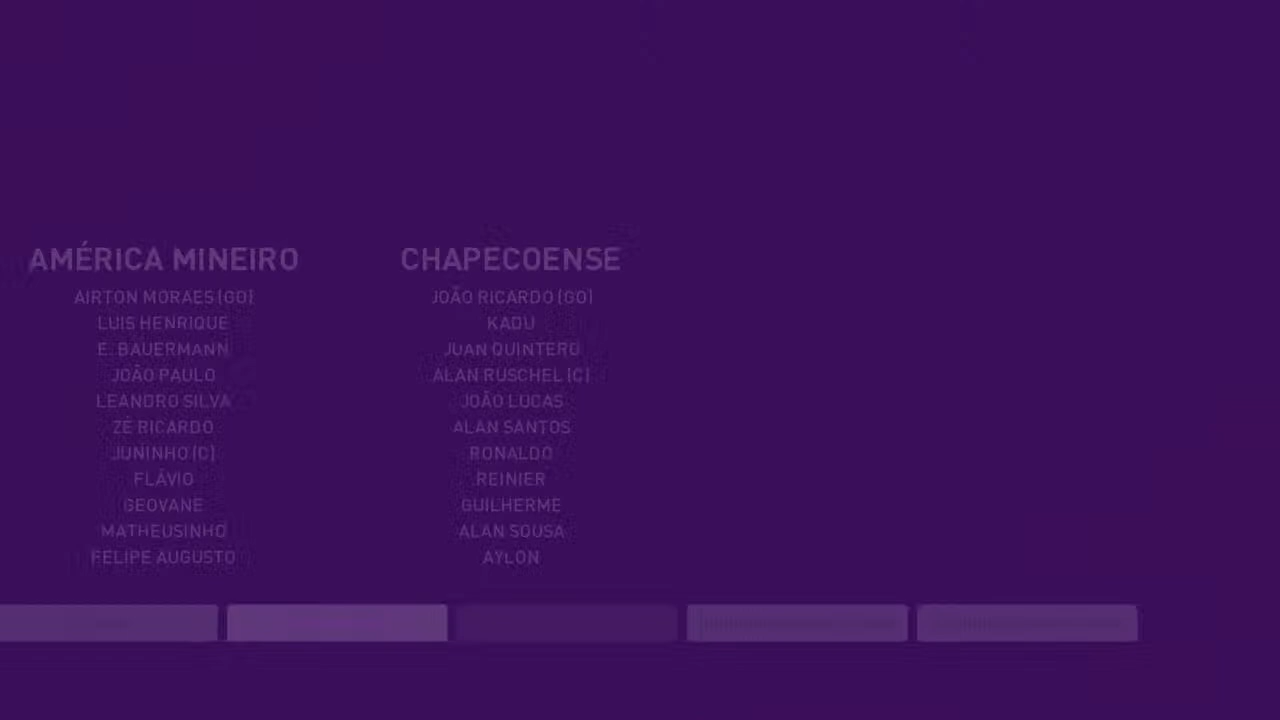 AMÉRICA MINEIRO
AIRTON MORAES (GO)
LUIS HENRIQUE
E. BAUERMANN
JOÃO PAULO
LEANDRO SILVA
ZÉ RICARDO
JUNINHO (C)
FLÁVIO
GEOVANE
MATHEUSINHO
FELIPE AUGUSTO
CHAPECOENSE
JOÃO RICARDO (GO)
KADU
JUAN QUINTERO
ALAN RUSCHEL (C)
JOÃO LUCAS
ALAN SANTOS
RONALDO
REINIER
GUILHERME
ALAN SOUSA
AYLON